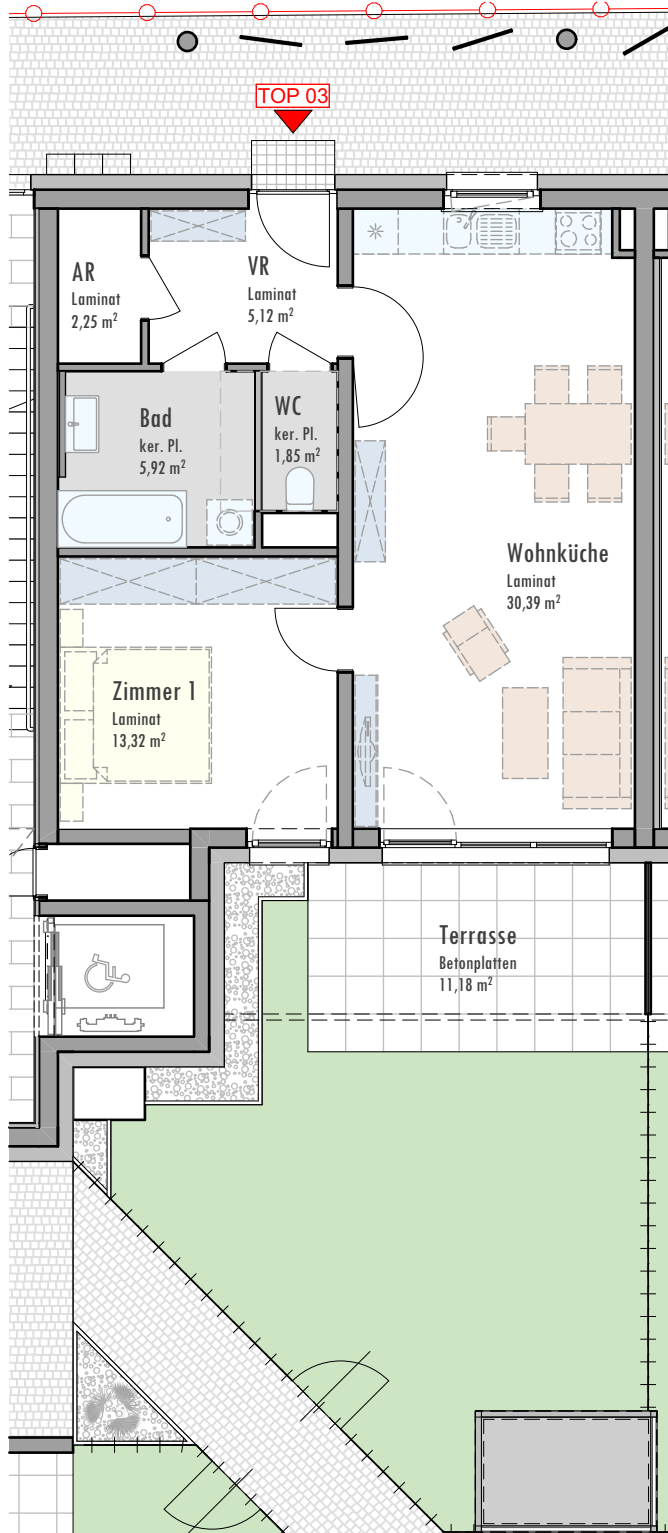 TOP 03
AR
Laminat
2,25 m²
VR
Laminat
5,12 m²
Bad
ker. Pl.
5,92 m²
WC
ker. Pl.
1,85 m²
Wohnküche
Laminat
30,39 m²
Zimmer 1
Laminat
13,32 m²
Terrasse
Betonplatten
11,18 m²